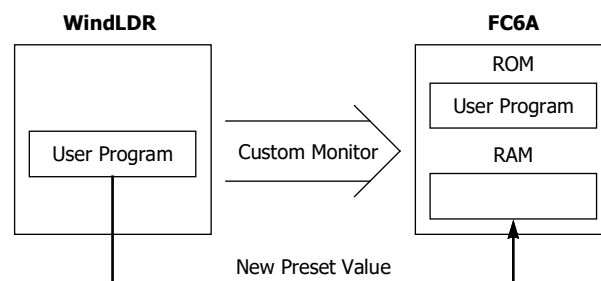 WindLDR
FC6A
ROM
User Program
User Program
Custom Monitor
RAM
New Preset Value